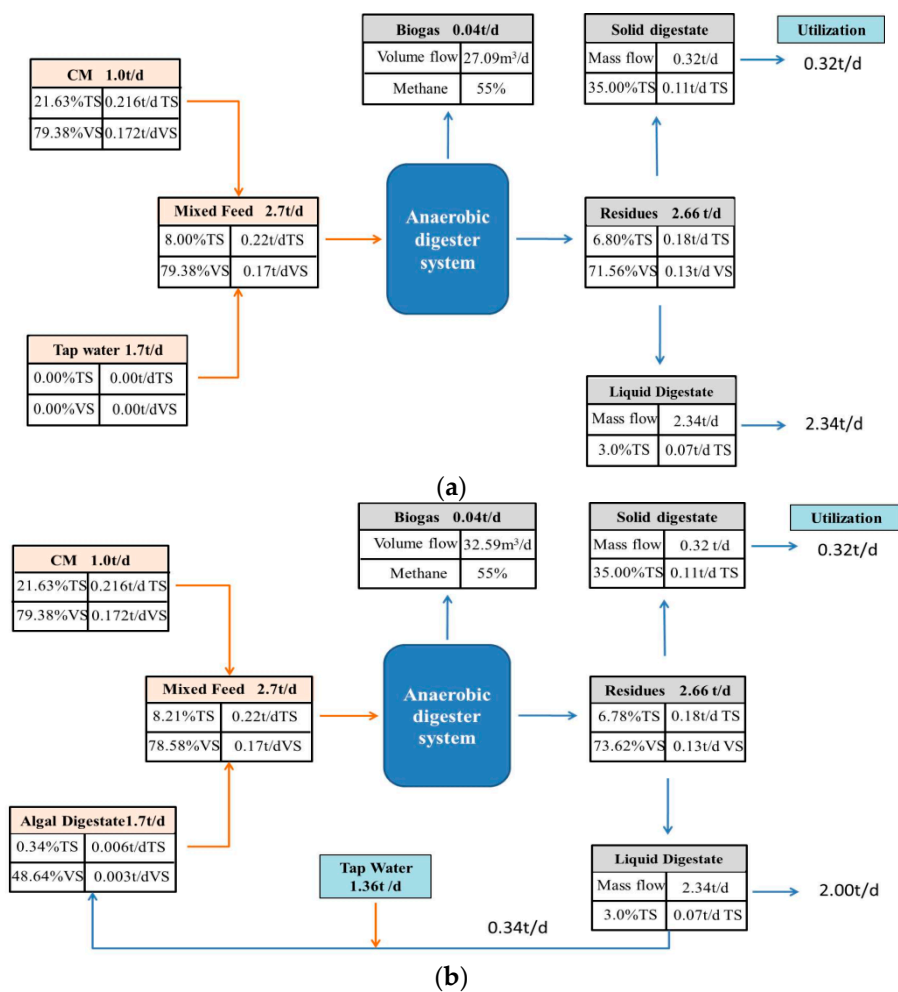 Biogas 0.04t/d
Volume flow 27.09m³/d
Methane 55%
Solid digestate
Mass flow 0.32t/d
35.00%TS 0.11t/d TS
Utilization
0.32t/d
CM 1.0t/d
21.63%TS 0.216t/d TS
79.38%VS 0.172t/dVS
Mixed Feed 2.7t/d
8.00%TS 0.22t/dTS
79.38%VS 0.17t/dVS
Anaerobic
digester
system
Residues 2.66 t/d
6.80%TS 0.18t/d TS
71.56%VS 0.13t/d VS
Tap water 1.7t/d
0.00%TS 0.00t/dTS
0.00%VS 0.00t/dVS
Liquid Digestate
Mass flow 2.34t/d
3.0%TS 0.07t/d TS
2.34t/d
(a)
Biogas 0.04t/d
Volume flow 32.59m³/d
Methane 55%
Solid digestate
Mass flow 0.32 t/d
35.00%TS 0.11t/d TS
Utilization
0.32t/d
CM 1.0t/d
21.63%TS 0.216t/d TS
79.38%VS 0.172t/dVS
Mixed Feed 2.7t/d
8.21%TS 0.22t/dTS
78.58%VS 0.17t/dVS
Anaerobic
digester
system
Residues 2.66 t/d
6.78%TS 0.18t/d TS
73.62%VS 0.13t/d VS
Algal Digestate1.7t/d
0.34%TS 0.006t/dTS
48.64%VS 0.003t/dVS
Tap Water
1.36t /d
0.34t/d
Liquid Digestate
Mass flow 2.34t/d
3.0%TS 0.07t/d TS
2.00t/d
(b)